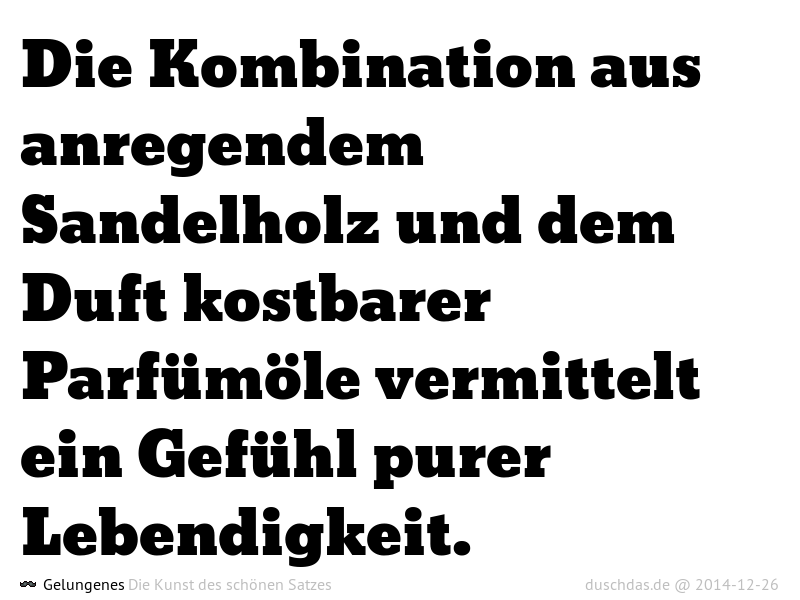 Die Kombination aus
anregendem
Sandelholz und dem
Duft kostbarer
Parfümöle vermittelt
ein Gefühl purer
Lebendigkeit.
Gelungenes Die Kunst des schönen Satzes
duschdas.de @ 2014-12-26